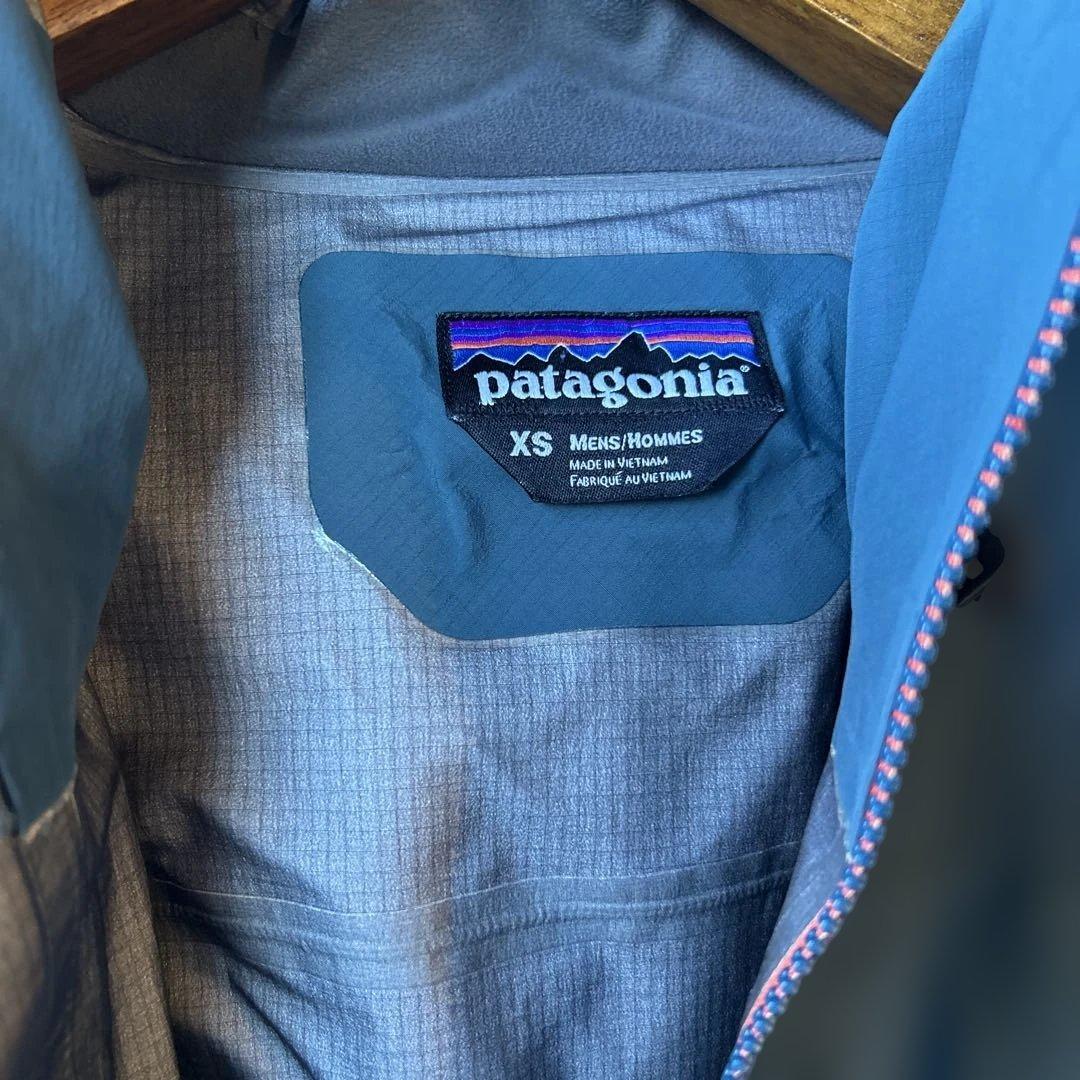 patagonia®
XS MENS/HOMMES
MADE IN VIETNAM
FABRIQUÉ AU VIETNAM